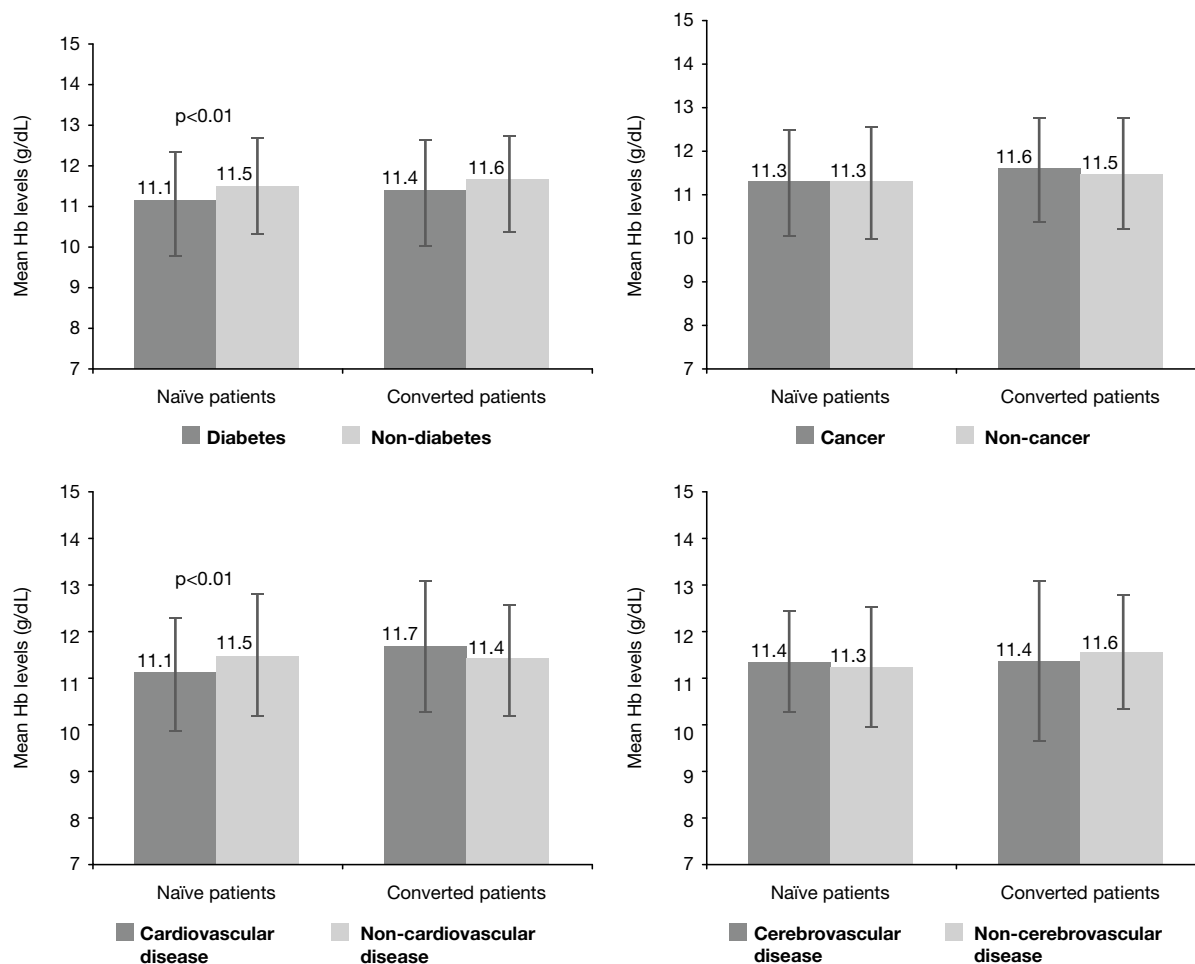 Mean Hb levels (g/dL)
15
14
13
12
11
10
9
8
7
p<0.01
11.1
11.5
11.4
11.6
Naïve patients
Converted patients
Diabetes
Non-diabetes
Mean Hb levels (g/dL)
15
14
13
12
11
10
9
8
7
11.3
11.3
11.6
11.5
Naïve patients
Converted patients
Cancer
Non-cancer
Mean Hb levels (g/dL)
15
14
13
12
11
10
9
8
7
p<0.01
11.1
11.5
11.7
11.4
Naïve patients
Converted patients
Cardiovascular
disease
Non-cardiovascular
disease
Mean Hb levels (g/dL)
15
14
13
12
11
10
9
8
7
11.4
11.3
11.4
11.6
Naïve patients
Converted patients
Cerebrovascular
disease
Non-cerebrovascular
disease